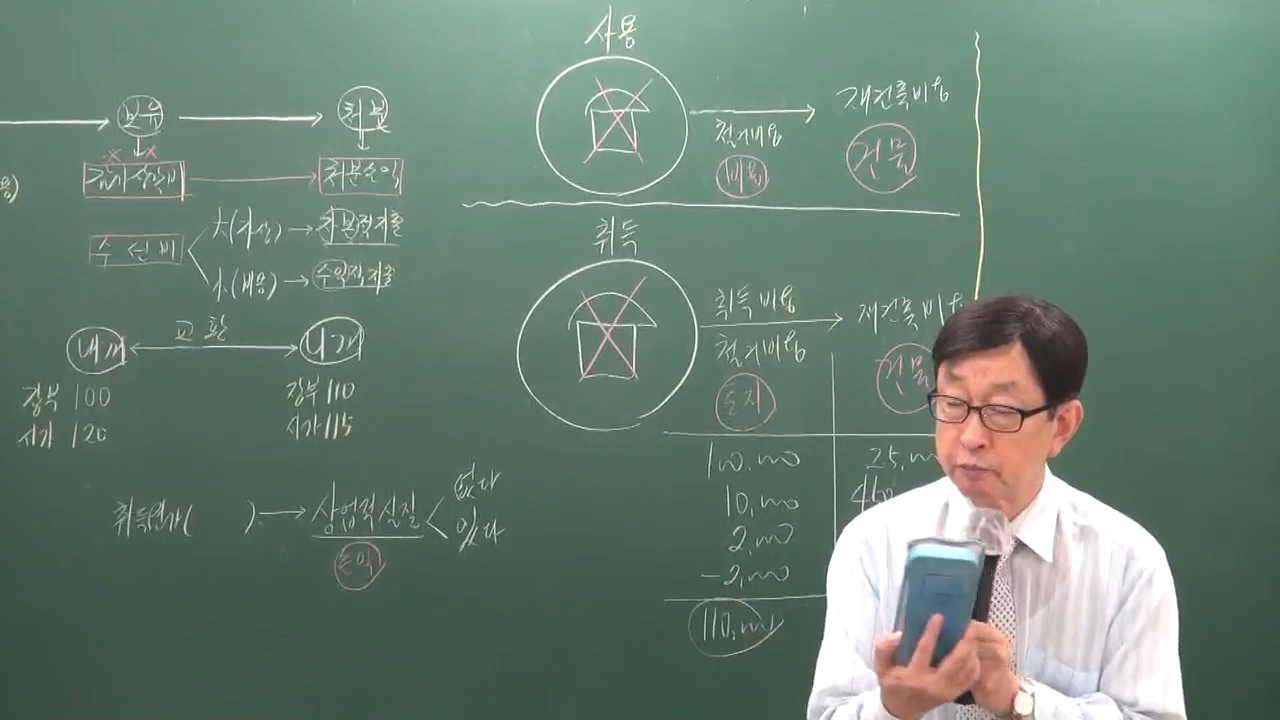 보유 → 처분
감가상각비 → 처분손익
수선비
大(자산) → 자본적지출
小(비용) → 수익적지출
내꺼 교환 니꺼
장부 100
시가 120
장부 110
시가 115
취득원가( ) → 상업적실질
없다
있다
손익
사용
철거비용
비용
재건축비용
건물
취득
취득비용
철거비용
토지
재건축비용
건물
100,000
10,000
2,000
-2,000
110,000
용)